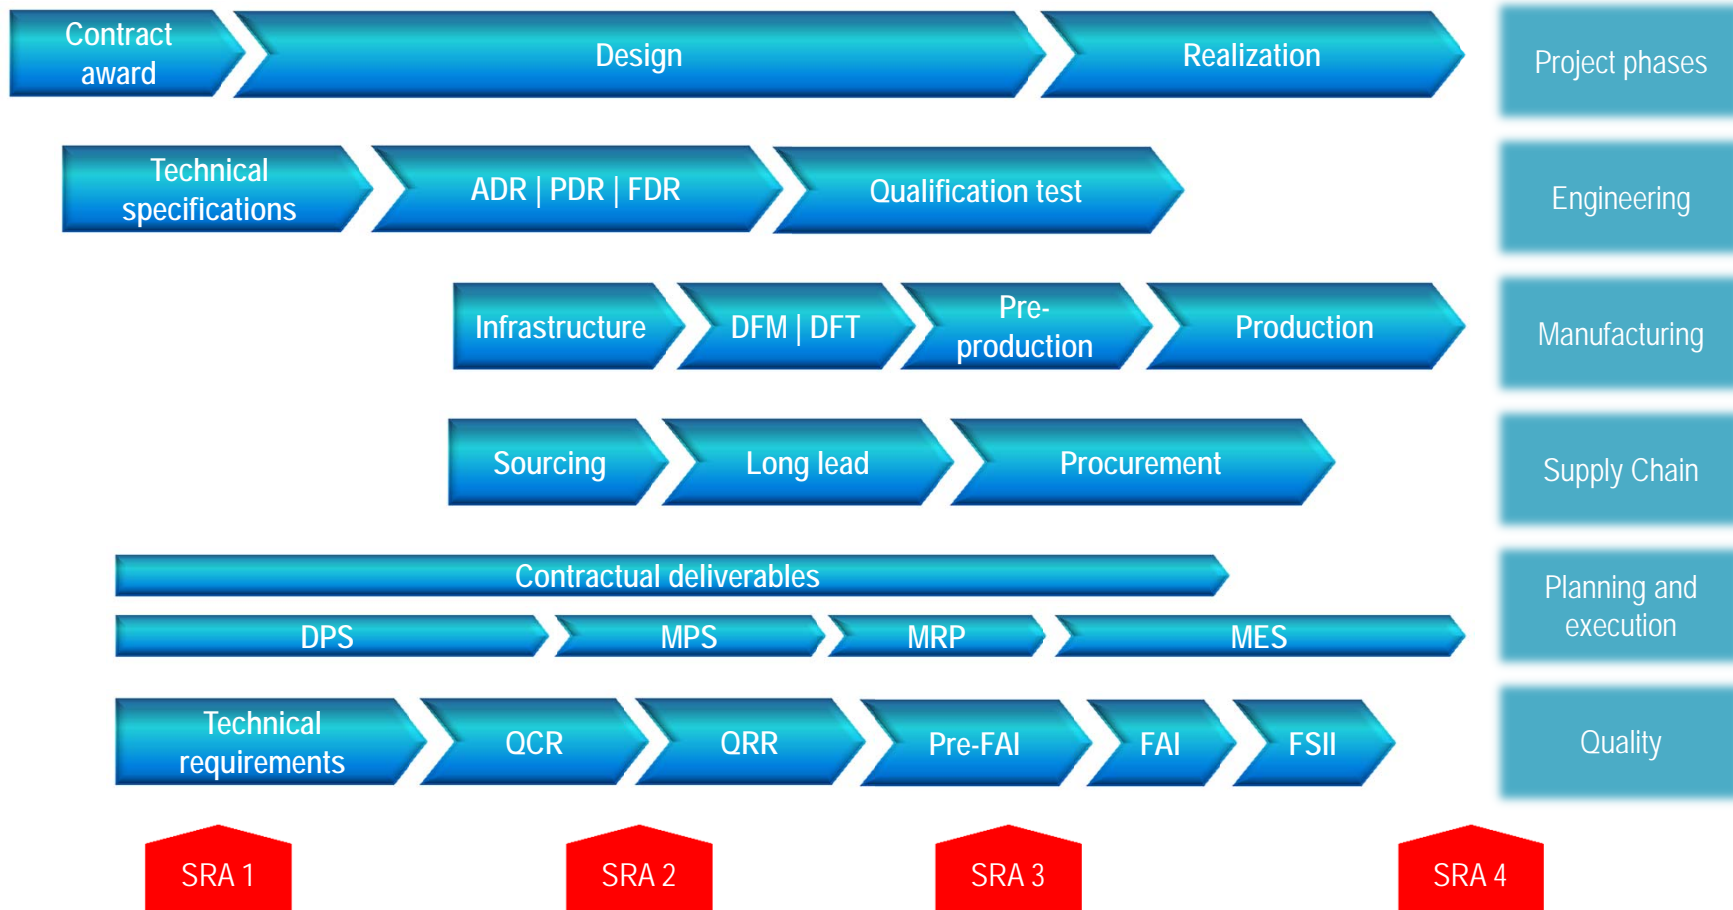 Contract
award
Design
Realization
Project phases
Technical
specifications
ADR | PDR | FDR
Qualification test
Engineering
Infrastructure
DFM | DFT
Pre-
production
Production
Manufacturing
Sourcing
Long lead
Procurement
Supply Chain
Contractual deliverables
DPS
MPS
MRP
MES
Planning and
execution
Technical
requirements
QCR
QRR
Pre-FAI
FAI
FSII
Quality
SRA 1
SRA 2
SRA 3
SRA 4